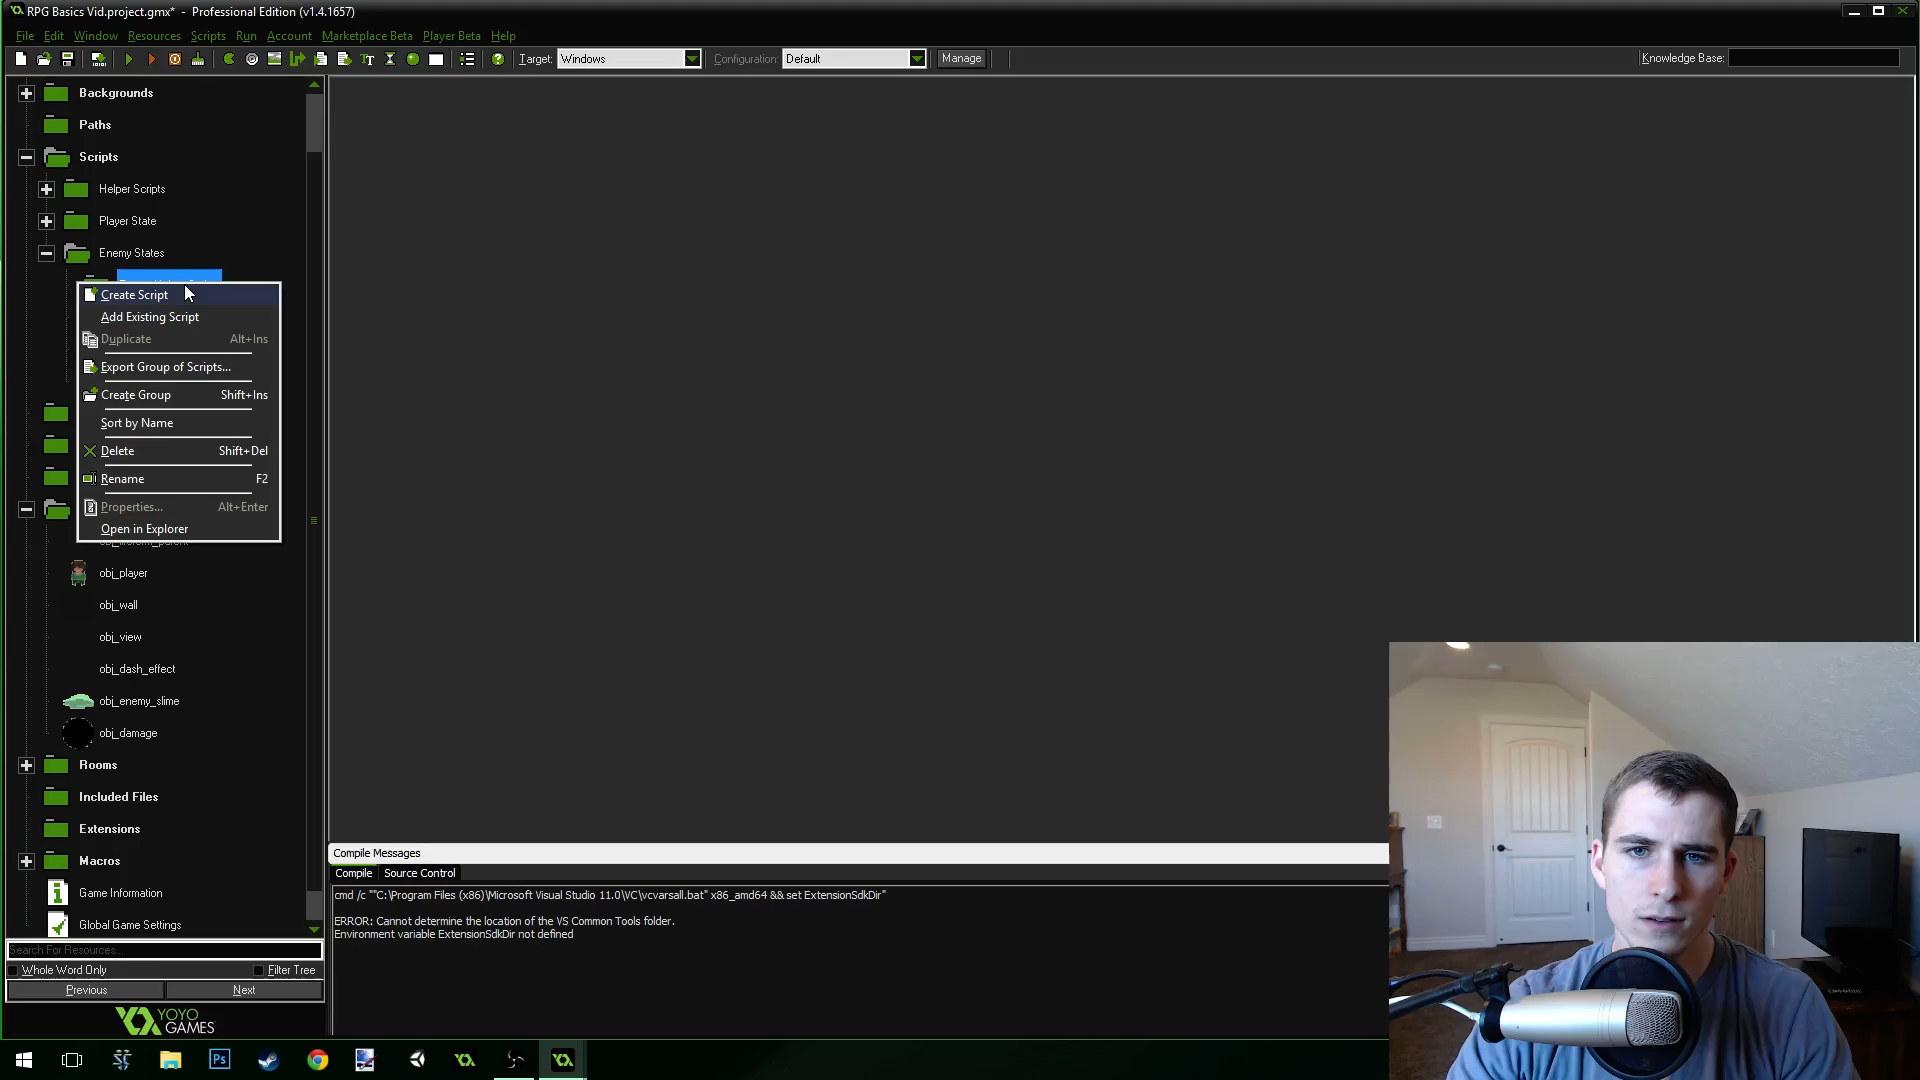 RPG Basics Vid.project.gmx* - Professional Edition (v1.4.1657)
File Edit Window Resources Scripts Run Account Marketplace Beta Player Beta Help
Target: Windows Configuration: Default Manage Knowledge Base:
Backgrounds
Paths
Scripts
Helper Scripts
Player State
Enemy States
Create Script
Add Existing Script
Duplicate Alt+Ins
Export Group of Scripts...
Create Group Shift+Ins
Sort by Name
Delete Shift+Del
Rename F2
Properties... Alt+Enter
Open in Explorer
obj_player
obj_wall
obj_view
obj_dash_effect
obj_enemy_slime
obj_damage
Rooms
Included Files
Extensions
Macros
Game Information
Global Game Settings
Search For Resources...
Whole Word Only Filter Tree
Previous Next
YOYO
GAMES
Compile Messages
Compile Source Control
cmd /c ""C:\Program Files (x86)\Microsoft Visual Studio 11.0\VC\vcvarsall.bat" x86_amd64 && set ExtensionSdkDir"
ERROR: Cannot determine the location of the VS Common Tools folder.
Environment variable ExtensionSdkDir not defined
Ps